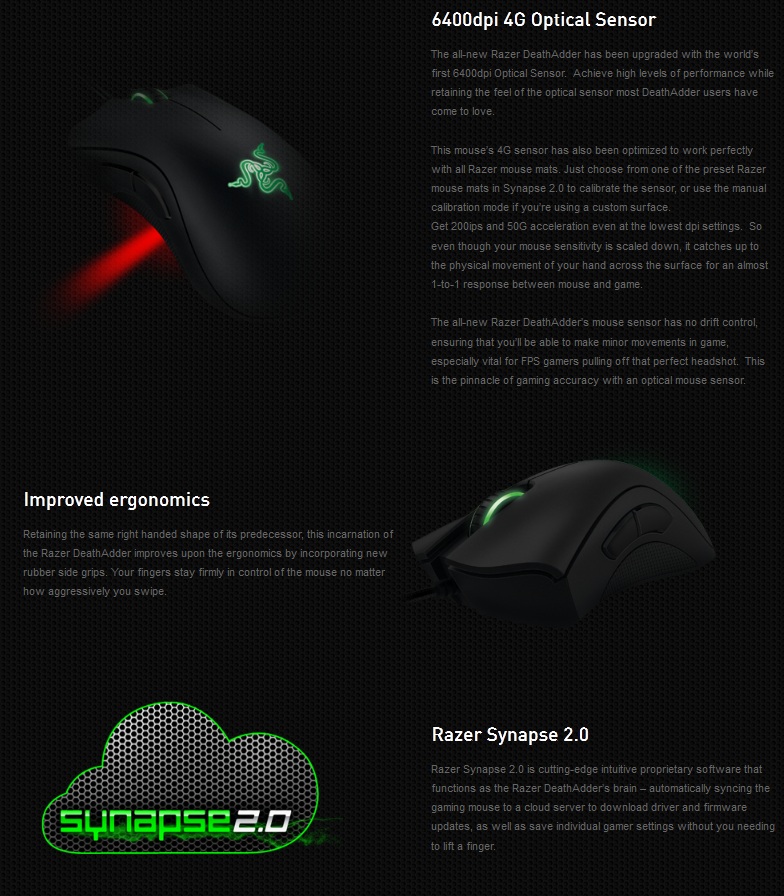 6400dpi 4G Optical Sensor
The all-new Razer DeathAdder has been upgraded with the world's
first 6400dpi Optical Sensor.  Achieve high levels of performance while
retaining the feel of the optical sensor most DeathAdder users have
come to love.
This mouse's 4G sensor has also been optimized to work perfectly
with all Razer mouse mats. Just choose from one of the preset Razer
mouse mats in Synapse 2.0 to calibrate the sensor, or use the manual
calibration mode if you're using a custom surface.
Get 200ips and 50G acceleration even at the lowest dpi settings.  So
even though your mouse sensitivity is scaled down, it catches up to
the physical movement of your hand across the surface for an almost
1-to-1 response between mouse and game.
The all-new Razer DeathAdder's mouse sensor has no drift control,
ensuring that you'll be able to make minor movements in game,
especially vital for FPS gamers pulling off that perfect headshot.  This
is the pinnacle of gaming accuracy with an optical mouse sensor.
Improved ergonomics
Retaining the same right handed shape of its predecessor, this incarnation of
the Razer DeathAdder improves upon the ergonomics by incorporating new
rubber side grips. Your fingers stay firmly in control of the mouse no matter
how aggressively you swipe.
synapse2.0
Razer Synapse 2.0
Razer Synapse 2.0 is cutting-edge intuitive proprietary software that
functions as the Razer DeathAdder's brain – automatically syncing the
gaming mouse to a cloud server to download driver and firmware
updates, as well as save individual gamer settings without you needing
to lift a finger.